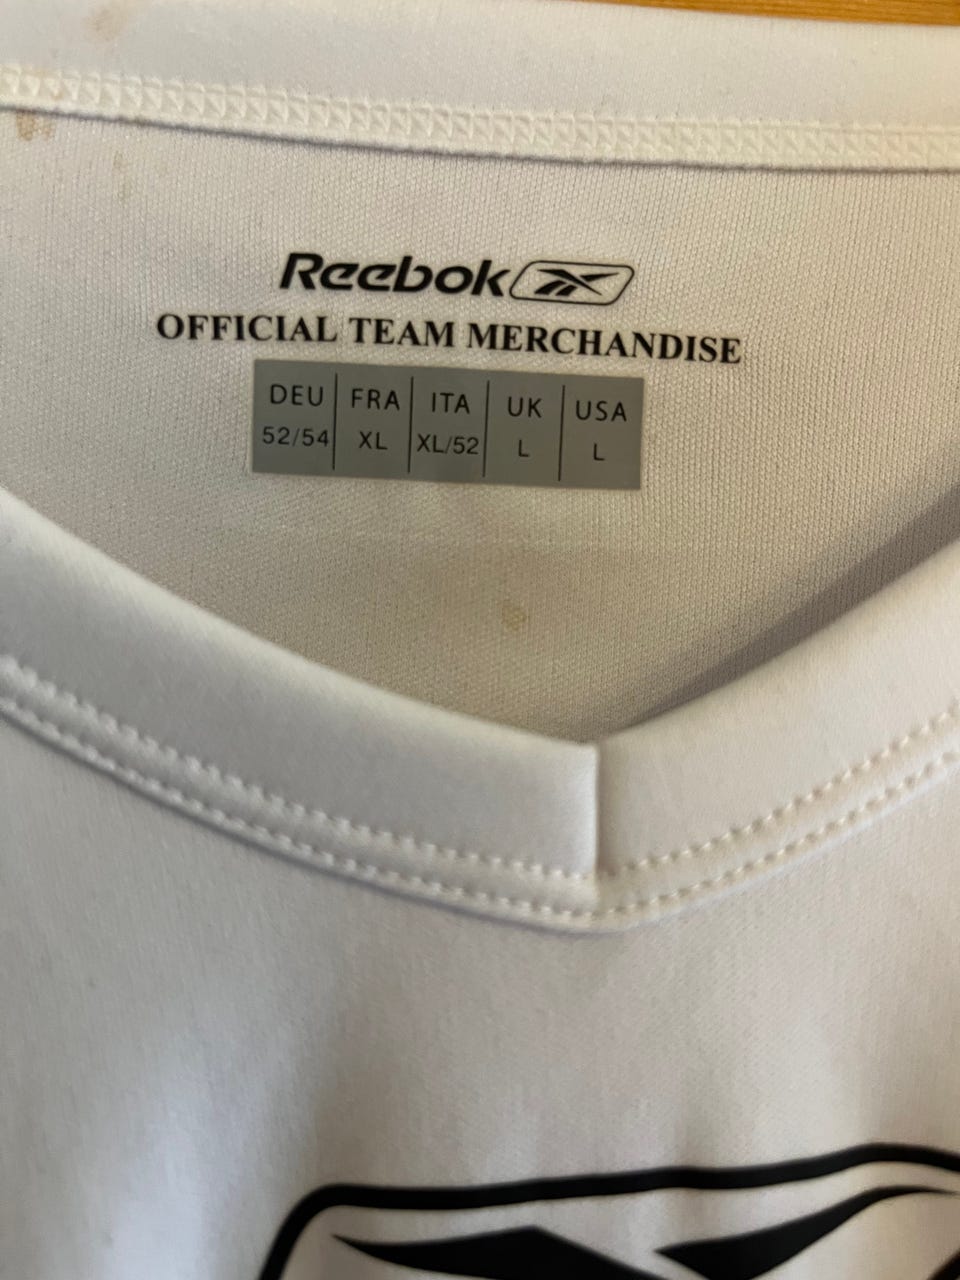 Reebok
OFFICIAL TEAM MERCHANDISE
DEU FRA ITA UK USA
52/54 XL XL/52 L L